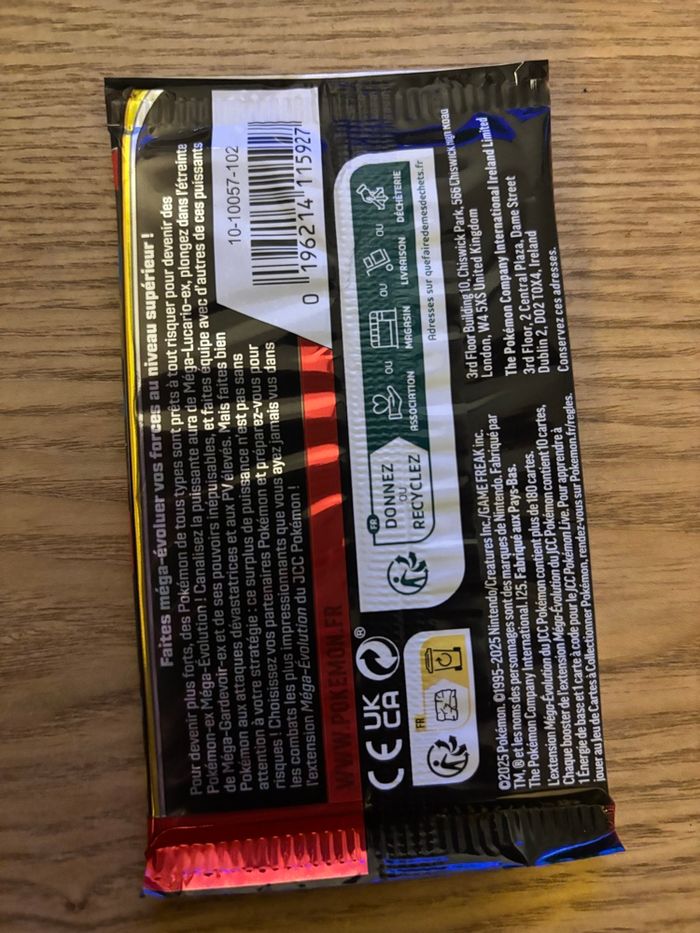 Faites méga-évoluer vos forces au niveau supérieur !
Pour devenir plus forts, des Pokémon de tous types sont prêts à tout risquer pour devenir des
Pokémon-ex Méga-Évolution ! Canalisez la puissante aura de Méga-Lucario-ex, plongez dans l'étreinte
de Méga-Gardevoir-ex et de ses pouvoirs inépuisables, et faites équipe avec d'autres de ces puissants
Pokémon aux attaques dévastatrices et aux PV élevés. Mais faites bien
attention à votre stratégie : ce surplus de puissance n'est pas sans
risques ! Choisissez vos partenaires Pokémon et préparez-vous pour
les combats les plus impressionnants que vous ayez jamais vus dans
l'extension Méga-Évolution du JCC Pokémon !
10-10057-102
0 196214 115927
WWW.POKEMON.FR
CE UK
CA
®
FR
FR
DONNEZ
OU
RECYCLEZ
ASSOCIATION
OU
MAGASIN
OU
LIVRAISON
OU
DÉCHÈTERIE
Adresses sur quefairedemesdechets.fr
©2025 Pokémon. ©1995-2025 Nintendo/Creatures Inc./GAME FREAK inc.
TM, ® et les noms des personnages sont des marques de Nintendo. Fabriqué par
The Pokémon Company International. I25. Fabriqué aux Pays-Bas.
L'extension Méga-Évolution du JCC Pokémon contient plus de 180 cartes.
Chaque booster de l'extension Méga-Évolution du JCC Pokémon contient 10 cartes,
1 Énergie de base et 1 carte à code pour le JCC Pokémon Live. Pour apprendre à
jouer au Jeu de Cartes à Collectionner Pokémon, rendez-vous sur Pokemon.fr/regles.
3rd Floor Building 10, Chiswick Park, 566 Chiswick High Road
London, W4 5XS United Kingdom
The Pokémon Company International Ireland Limited
3rd Floor, 2 Central Plaza, Dame Street
Dublin 2, D02 T0X4, Ireland
Conservez ces adresses.